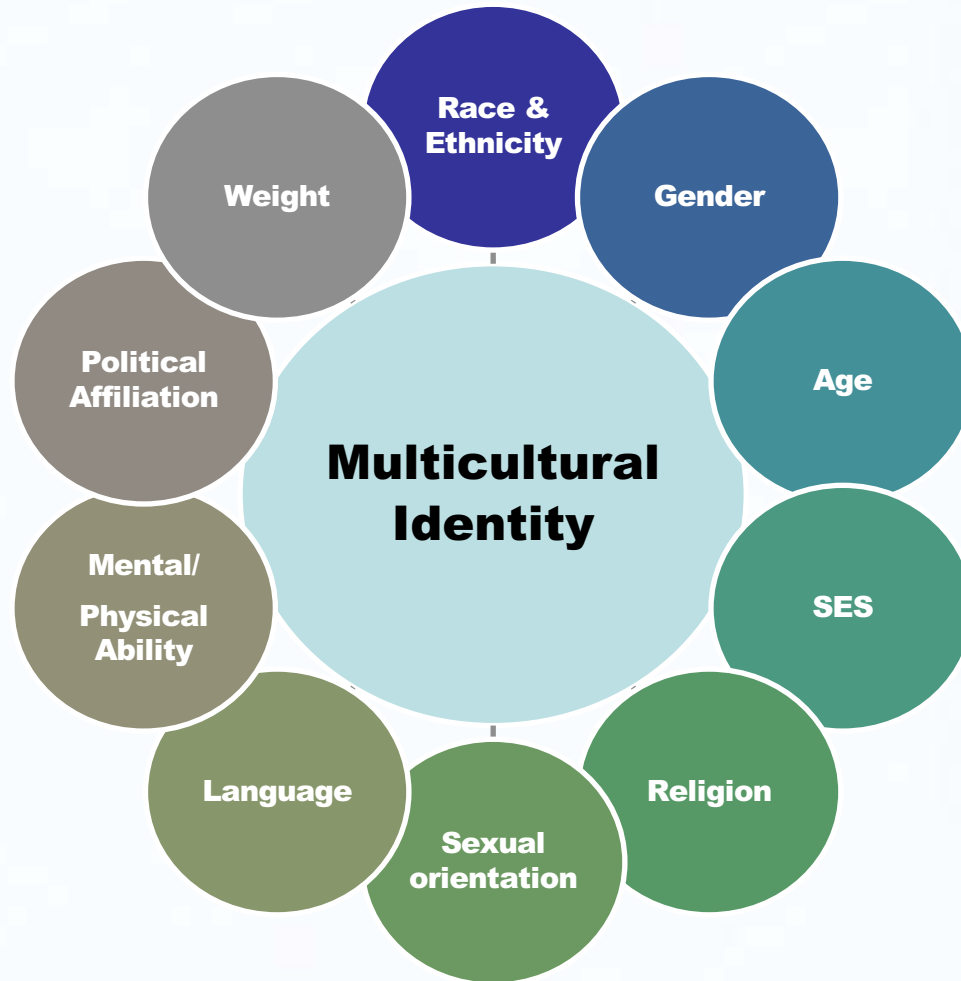 Race &
Ethnicity
Gender
Age
SES
Religion
Sexual
orientation
Language
Mental/
Physical
Ability
Political
Affiliation
Weight
Multicultural
Identity